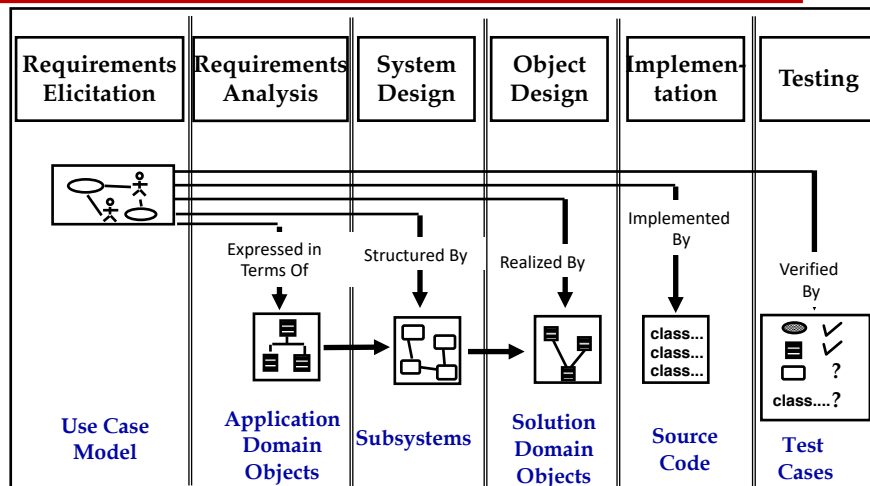 Requirements
Elicitation
Requirements
Analysis
System
Design
Object
Design
Implemen-
tation
Testing
Expressed in
Terms Of
Structured By
Realized By
Implemented
By
Verified
By
class...
class...
class...
?
class....?
Use Case
Model
Application
Domain
Objects
Subsystems
Solution
Domain
Objects
Source
Code
Test
Cases